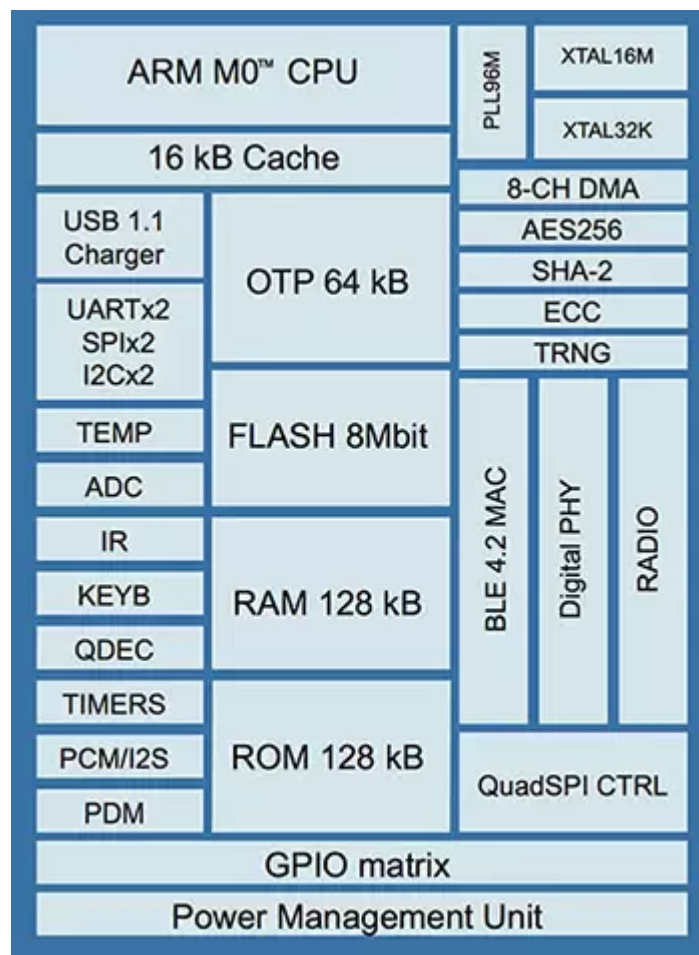 ARM M0™ CPU
16 kB Cache
USB 1.1
Charger
UARTx2
SPIx2
I2Cx2
TEMP
ADC
IR
KEYB
QDEC
TIMERS
PCM/I2S
PDM
OTP 64 kB
FLASH 8Mbit
RAM 128 kB
ROM 128 kB
PLL96M
XTAL16M
XTAL32K
8-CH DMA
AES256
SHA-2
ECC
TRNG
BLE 4.2 MAC
Digital PHY
RADIO
QuadSPI CTRL
GPIO matrix
Power Management Unit